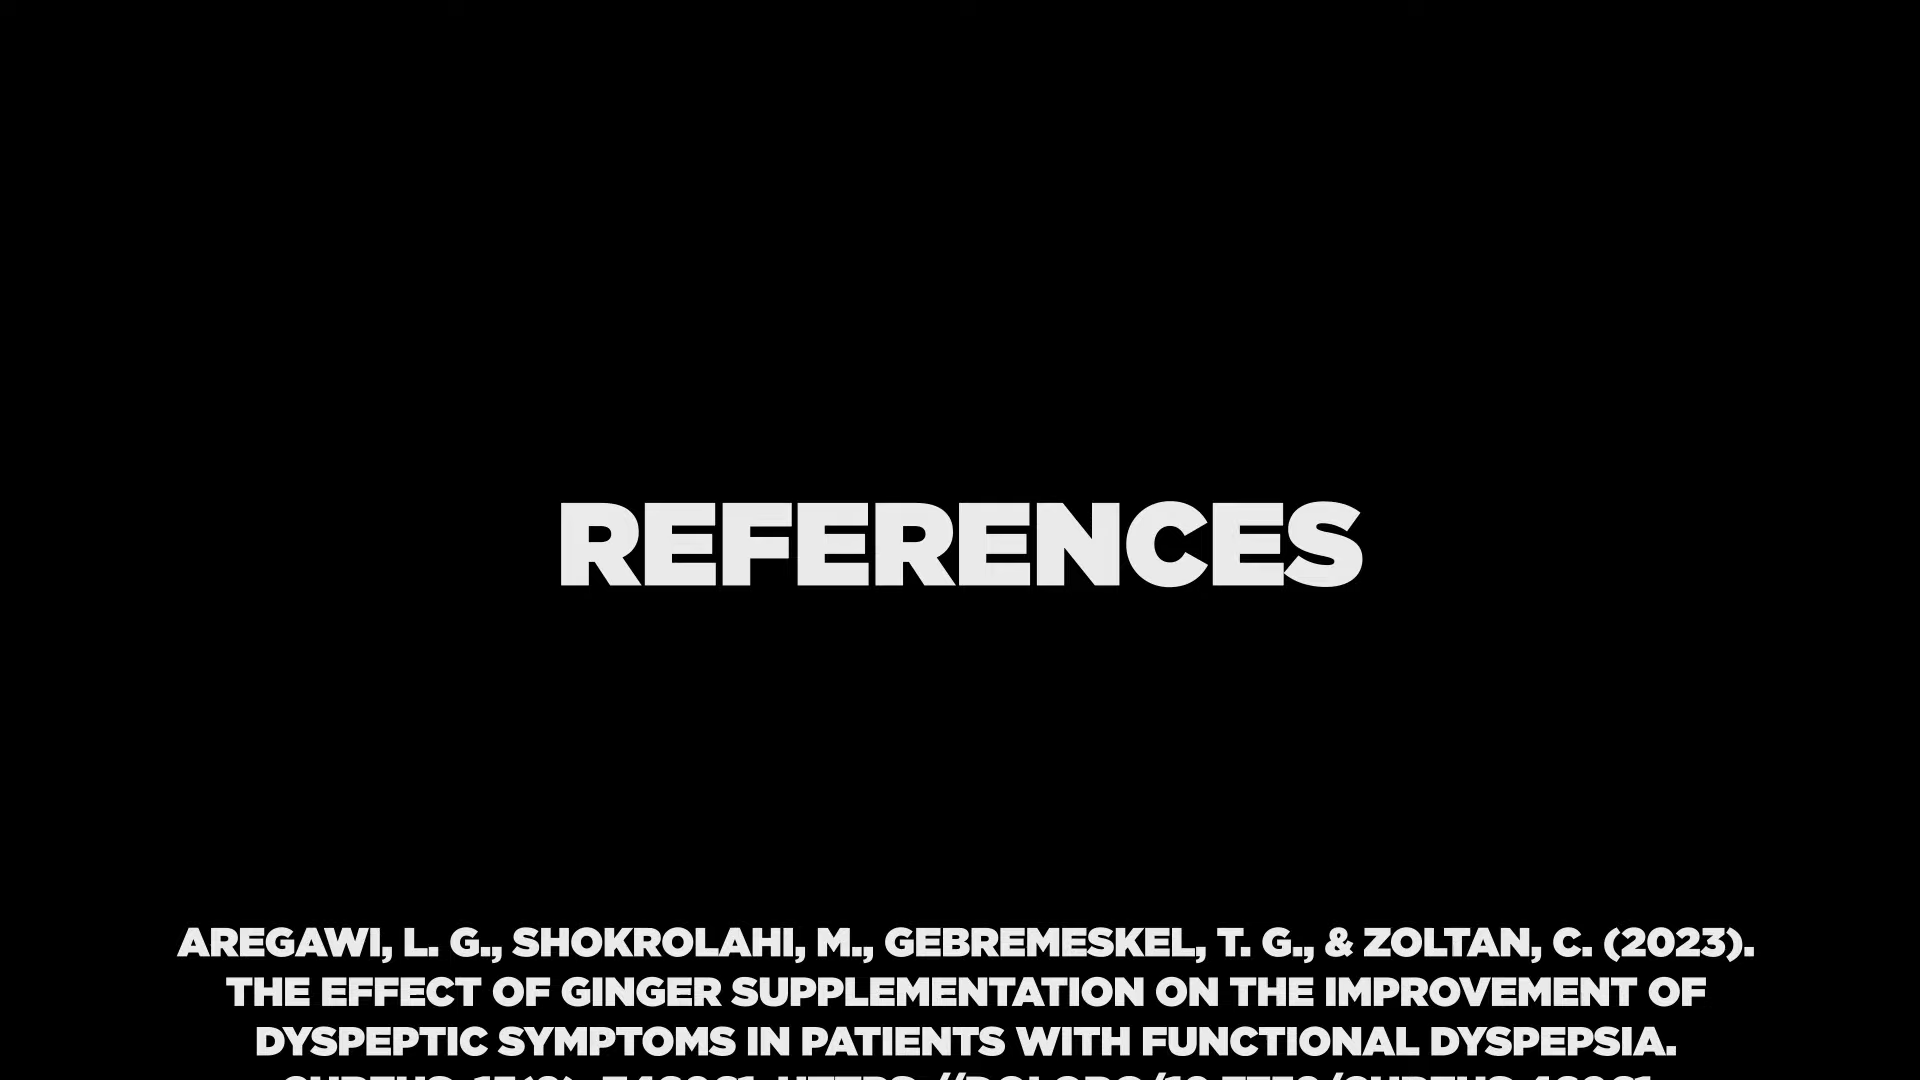 REFERENCES
AREGAWI, L. G., SHOKROLAHI, M., GEBREMESKEL, T. G., & ZOLTAN, C. (2023).
THE EFFECT OF GINGER SUPPLEMENTATION ON THE IMPROVEMENT OF
DYSPEPTIC SYMPTOMS IN PATIENTS WITH FUNCTIONAL DYSPEPSIA.